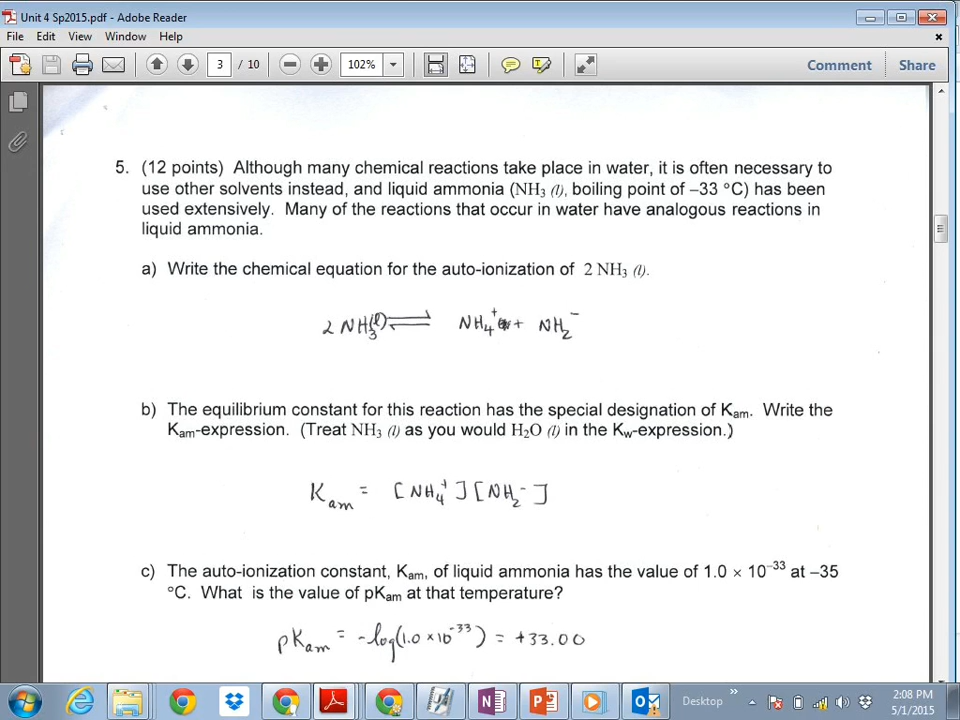 Unit 4 Sp2015.pdf - Adobe Reader
File Edit View Window Help
3 / 10 102% Comment Share
5. (12 points) Although many chemical reactions take place in water, it is often necessary to
use other solvents instead, and liquid ammonia (NH₃ (l), boiling point of –33 °C) has been
used extensively. Many of the reactions that occur in water have analogous reactions in
liquid ammonia.
a) Write the chemical equation for the auto-ionization of 2 NH₃ (l).
2 NH₃(l) ⇌ NH₄⁺ + NH₂⁻
b) The equilibrium constant for this reaction has the special designation of Kam. Write the
Kam-expression. (Treat NH₃ (l) as you would H₂O (l) in the Kw-expression.)
Kam = [NH₄⁺][NH₂⁻]
c) The auto-ionization constant, Kam, of liquid ammonia has the value of 1.0 × 10⁻³³ at –35
°C. What is the value of pKam at that temperature?
pKam = -log(1.0 × 10⁻³³) = +33.00
Desktop 2:08 PM
5/1/2015